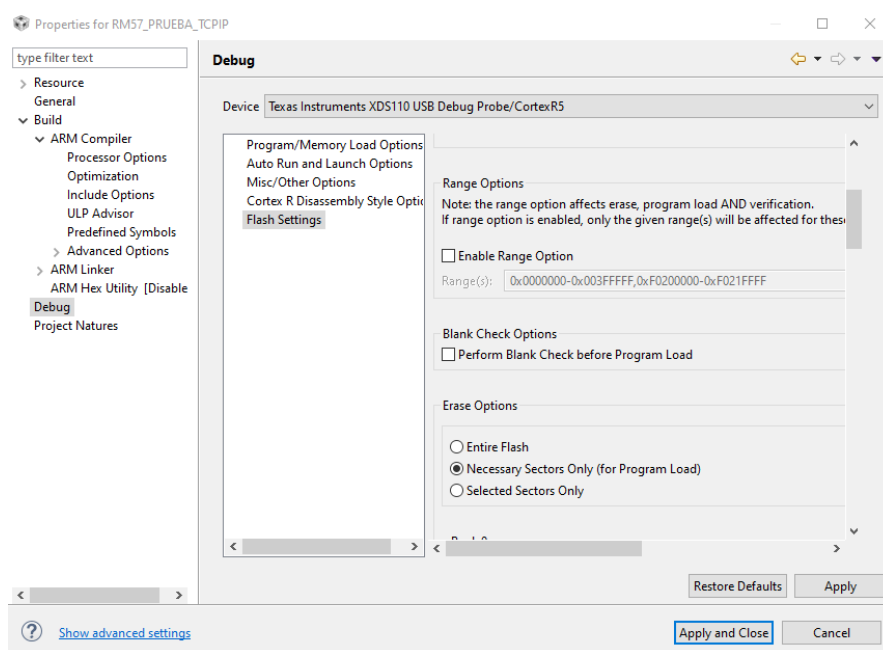 Properties for RM57_PRUEBA_TCPIP
type filter text
Resource
General
Build
ARM Compiler
Processor Options
Optimization
Include Options
ULP Advisor
Predefined Symbols
Advanced Options
ARM Linker
ARM Hex Utility [Disable
Debug
Project Natures
Debug
Device Texas Instruments XDS110 USB Debug Probe/CortexR5
Program/Memory Load Options
Auto Run and Launch Options
Misc/Other Options
Cortex R Disassembly Style Optic
Flash Settings
Range Options
Note: the range option affects erase, program load AND verification.
If range option is enabled, only the given range(s) will be affected for these
Enable Range Option
Range(s): 0x0000000-0x003FFFFF,0xF0200000-0xF021FFFF
Blank Check Options
Perform Blank Check before Program Load
Erase Options
Entire Flash
Necessary Sectors Only (for Program Load)
Selected Sectors Only
Restore Defaults Apply
Show advanced settings
Apply and Close Cancel